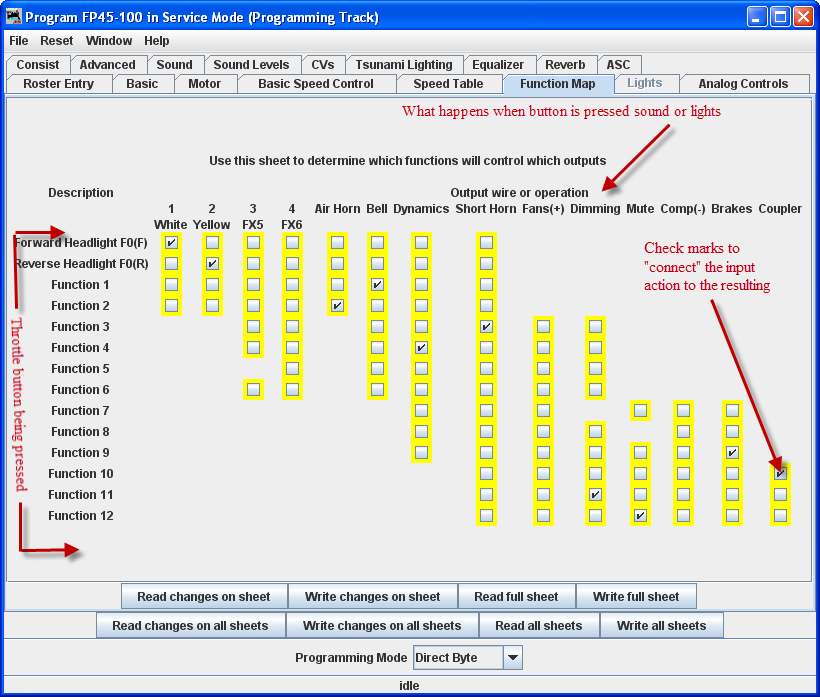 Program FP45-100 in Service Mode (Programming Track)
File Reset Window Help
Consist Advanced Sound Sound Levels CVs Tsunami Lighting Equalizer Reverb ASC
Roster Entry Basic Motor Basic Speed Control Speed Table Function Map Lights Analog Controls
What happens when button is pressed sound or lights
Use this sheet to determine which functions will control which outputs
Description Output wire or operation
1 2 3 4 Air Horn Bell Dynamics Short Horn Fans(+) Dimming Mute Comp(-) Brakes Coupler
White Yellow FX5 FX6
Forward Headlight F0(F)
Reverse Headlight F0(R)
Function 1
Function 2
Function 3
Function 4
Function 5
Function 6
Function 7
Function 8
Function 9
Function 10
Function 11
Function 12
Check marks to
"connect" the input
action to the resulting
Throttle button being pressed
Read changes on sheet Write changes on sheet Read full sheet Write full sheet
Read changes on all sheets Write changes on all sheets Read all sheets Write all sheets
Programming Mode Direct Byte
idle